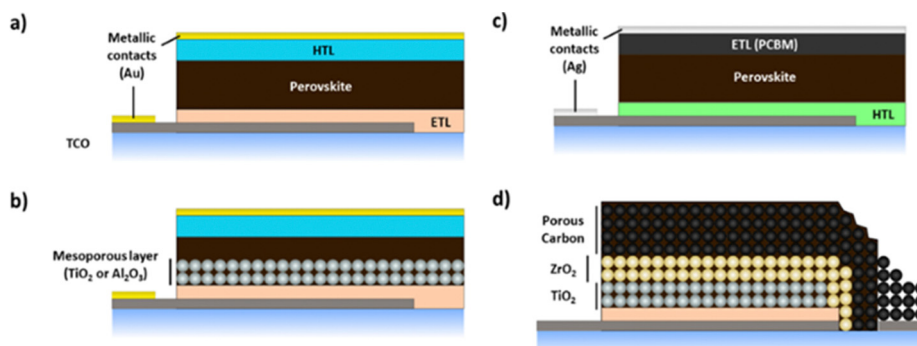 a)
Metallic
contacts
(Au)
HTL
Perovskite
ETL
TCO
b)
Mesoporous layer
(TiO₂ or Al₂O₃)
c)
Metallic
contacts
(Ag)
ETL (PCBM)
Perovskite
HTL
d)
Porous
Carbon
ZrO₂
TiO₂